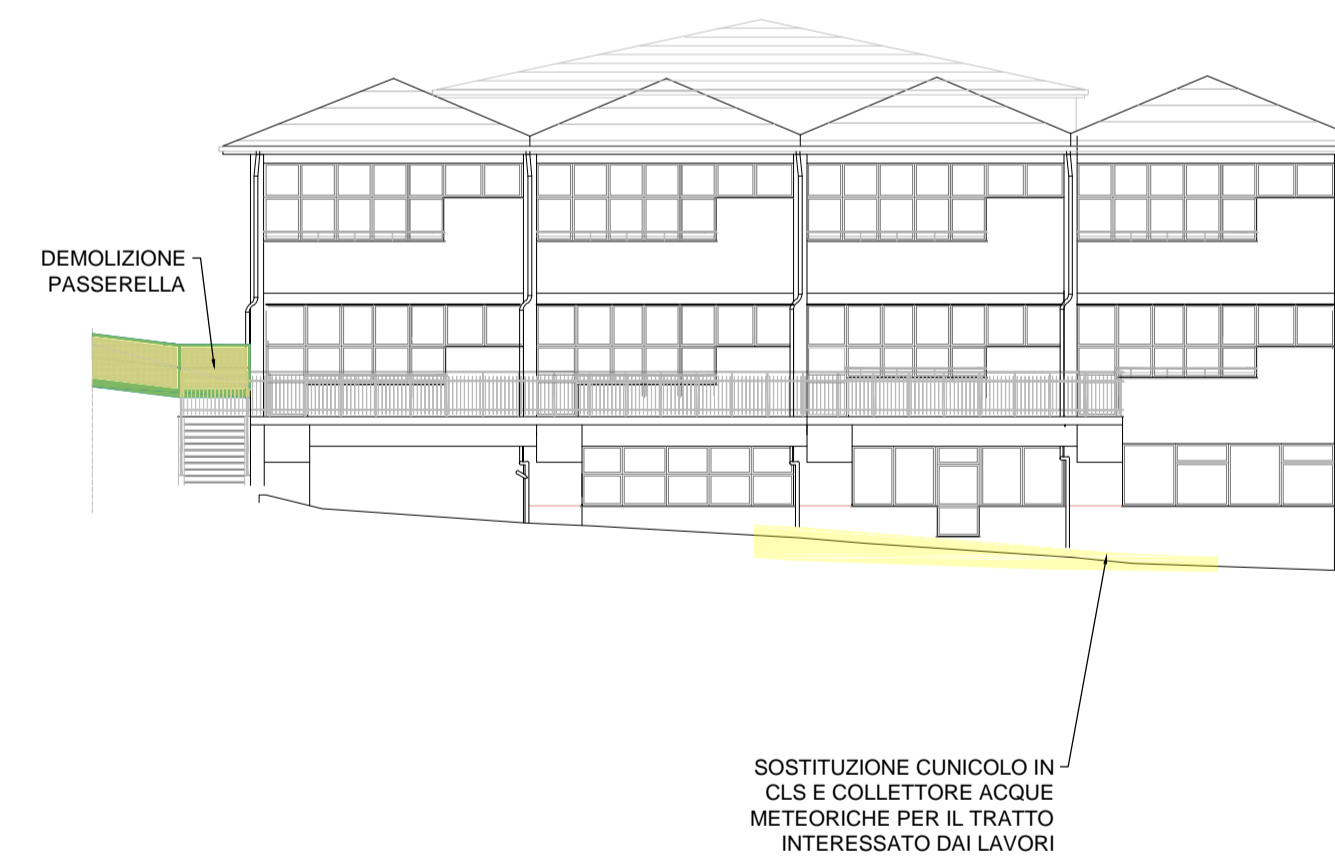 DEMOLIZIONE
PASSERELLA
SOSTITUZIONE CUNICOLO IN
CLS E COLLETTORE ACQUE
METEORICHE PER IL TRATTO
INTERESSATO DAI LAVORI